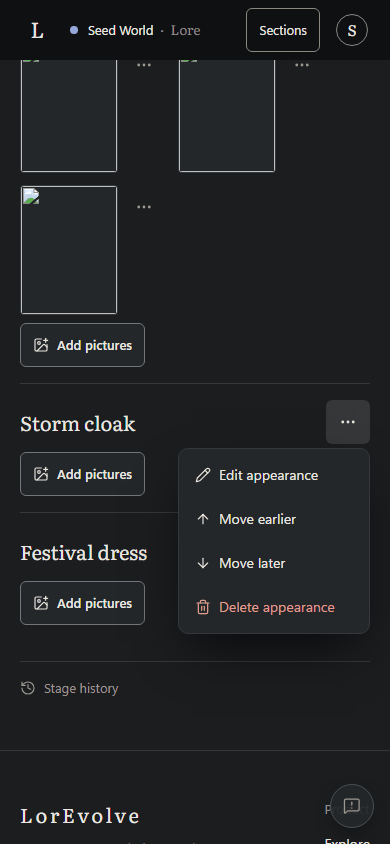 L
Seed World · Lore
Sections
S
Add pictures
Storm cloak
Add pictures
Edit appearance
Move earlier
Move later
Delete appearance
Festival dress
Add pictures
Stage history
LorEvolve
Explore